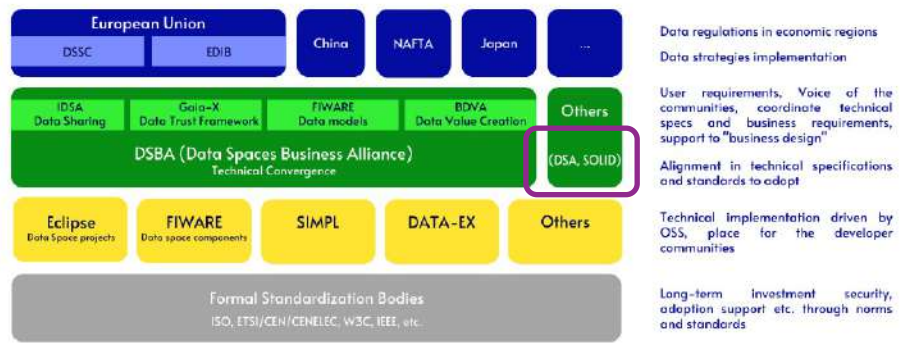 European Union
DSSC
EDIB
China
NAFTA
Japan
...
Data regulations in economic regions
Data strategies implementation
IDSA
Data Sharing
Gaia-X
Data Trust Framework
FIWARE
Data models
BDVA
Data Value Creation
DSBA (Data Spaces Business Alliance)
Technical Convergence
Others
(DSA, SOLID)
User requirements, Voice of the
communities, coordinate technical
specs and business requirements,
support to "business design"
Alignment in technical specifications
and standards to adopt
Eclipse
Data Space projects
FIWARE
Data space components
SIMPL
DATA-EX
Others
Technical implementation driven by
OSS, place for the developer
communities
Formal Standardization Bodies
ISO, ETSI/CEN/CENELEC, W3C, IEEE, etc.
Long-term investment security,
adoption support etc. through norms
and standards